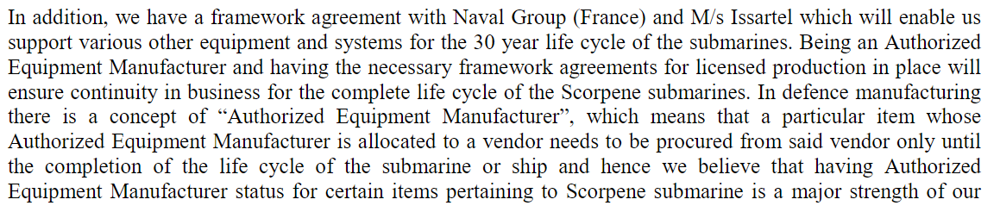 In addition, we have a framework agreement with Naval Group (France) and M/s Issartel which will enable us
support various other equipment and systems for the 30 year life cycle of the submarines. Being an Authorized
Equipment Manufacturer and having the necessary framework agreements for licensed production in place will
ensure continuity in business for the complete life cycle of the Scorpene submarines. In defence manufacturing
there is a concept of “Authorized Equipment Manufacturer”, which means that a particular item whose
Authorized Equipment Manufacturer is allocated to a vendor needs to be procured from said vendor only until
the completion of the life cycle of the submarine or ship and hence we believe that having Authorized
Equipment Manufacturer status for certain items pertaining to Scorpene submarine is a major strength of our